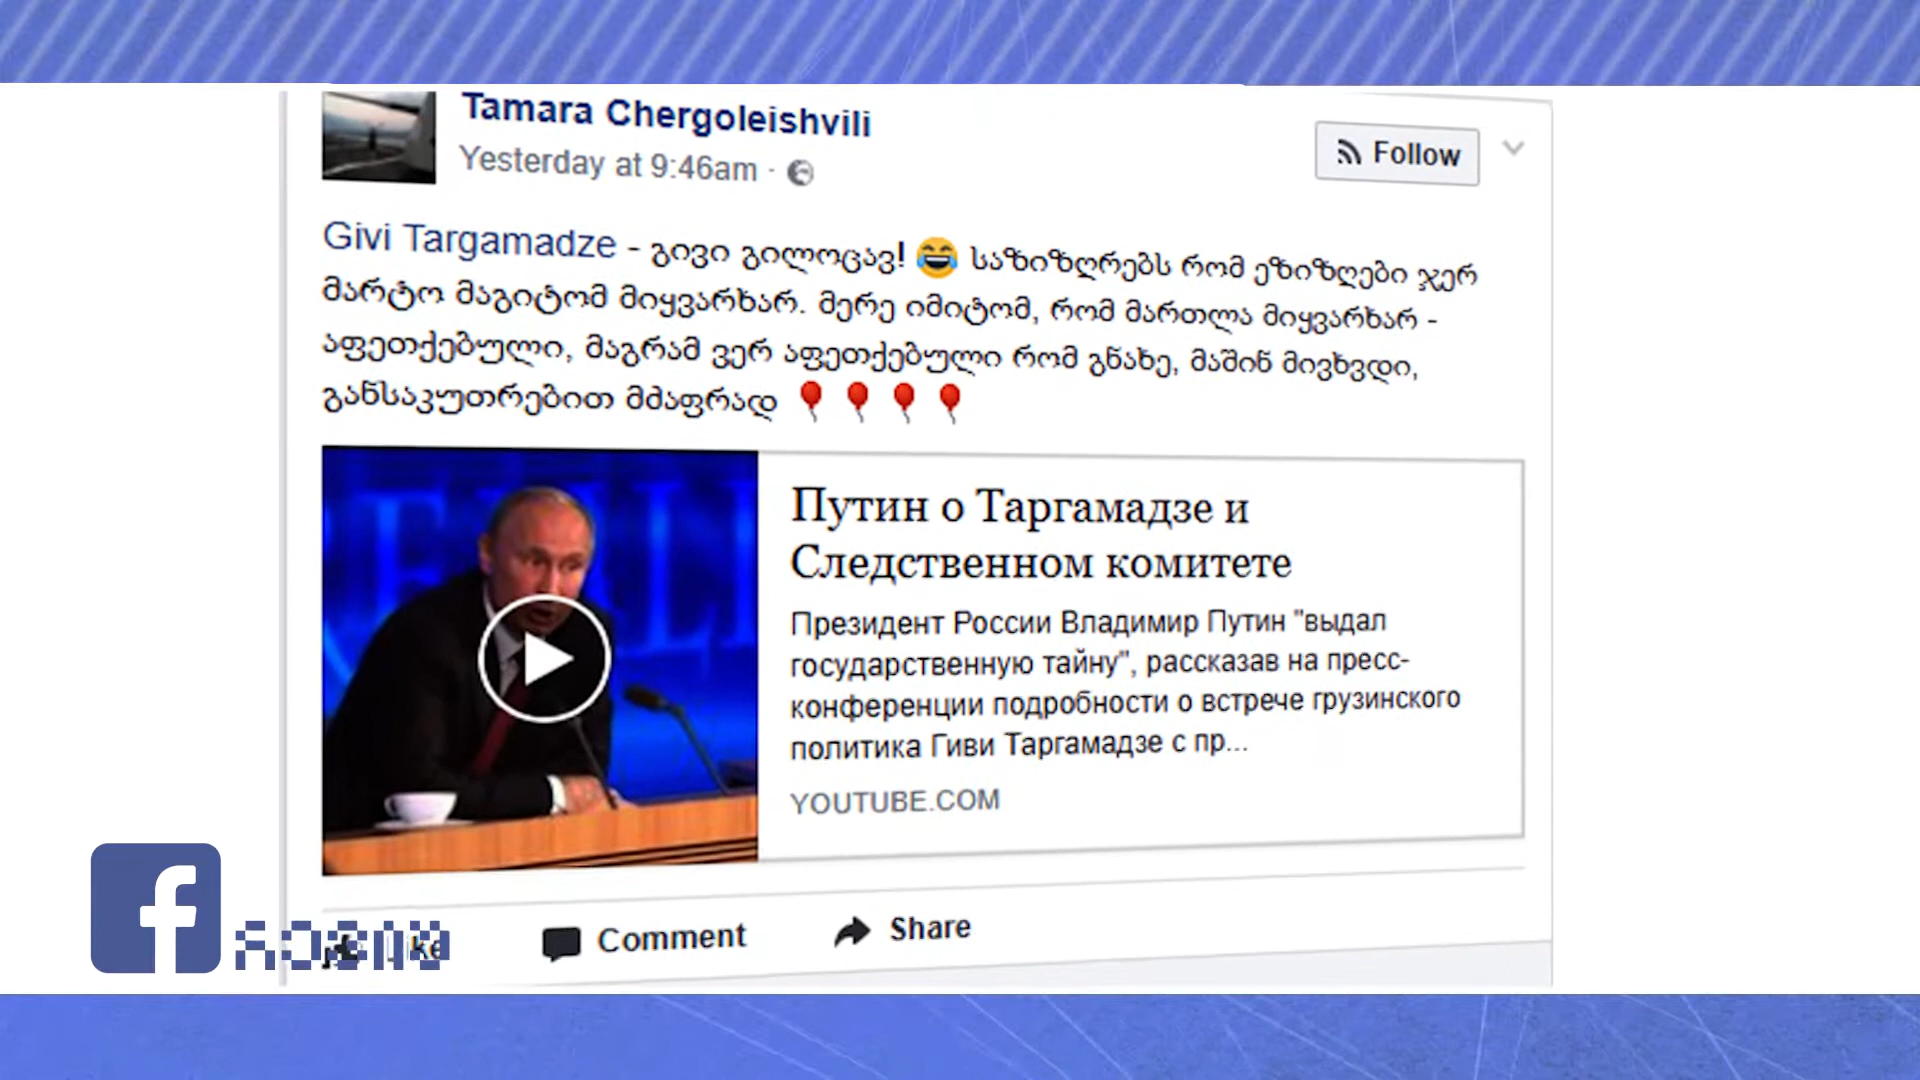 Tamara Chergoleishvili
Yesterday at 9:46am ·
Follow
Givi Targamadze - გივი გილოცავ! 😂 საზიზღრებს რომ ეზიზღები ჯერ
მარტო მაგიტომ მიყვარხარ. მერე იმიტომ, რომ მართლა მიყვარხარ -
აფეთქებული, მაგრამ ვერ აფეთქებული რომ გნახე, მაშინ მივხვდი,
განსაკუთრებით მძაფრად 🎈 🎈 🎈 🎈
Путин о Таргамадзе и
Следственном комитете
Президент России Владимир Путин "выдал
государственную тайну", рассказав на пресс-
конференции подробности о встрече грузинского
политика Гиви Таргамадзе с пр...
YOUTUBE.COM
Like
Comment
Share